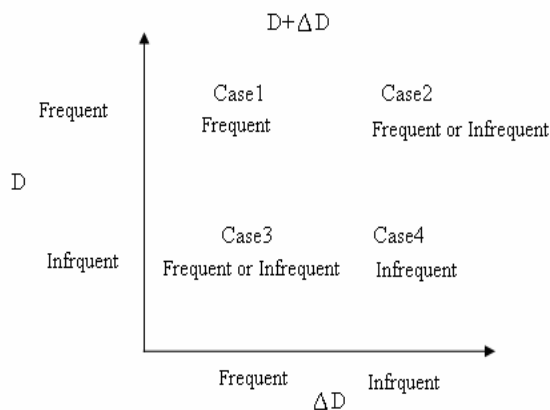 D+ΔD
Case1
Case2
Frequent
Frequent
Frequent or Infrequent
D
Case3
Case4
Infrquent
Frequent or Infrequent
Infrequent
Frequent
Infrquent
ΔD